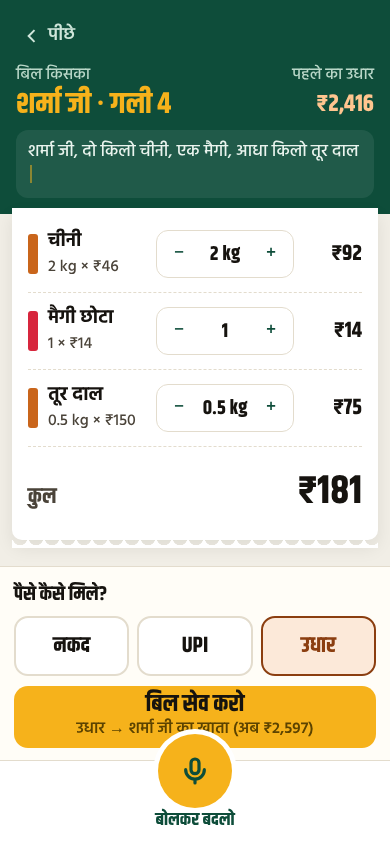 पीछे
बिल किसका
पहले का उधार
शर्मा जी · गली 4
₹2,416
शर्मा जी, दो किलो चीनी, एक मैगी, आधा किलो तूर दाल
चीनी
2 kg × ₹46
− 2 kg +
₹92
मैगी छोटा
1 × ₹14
− 1 +
₹14
तूर दाल
0.5 kg × ₹150
− 0.5 kg +
₹75
कुल
₹181
पैसे कैसे मिले?
नकद
UPI
उधार
बिल सेव करो
उधार → शर्मा जी का खाता (अब ₹2,597)
बोलकर बदलो